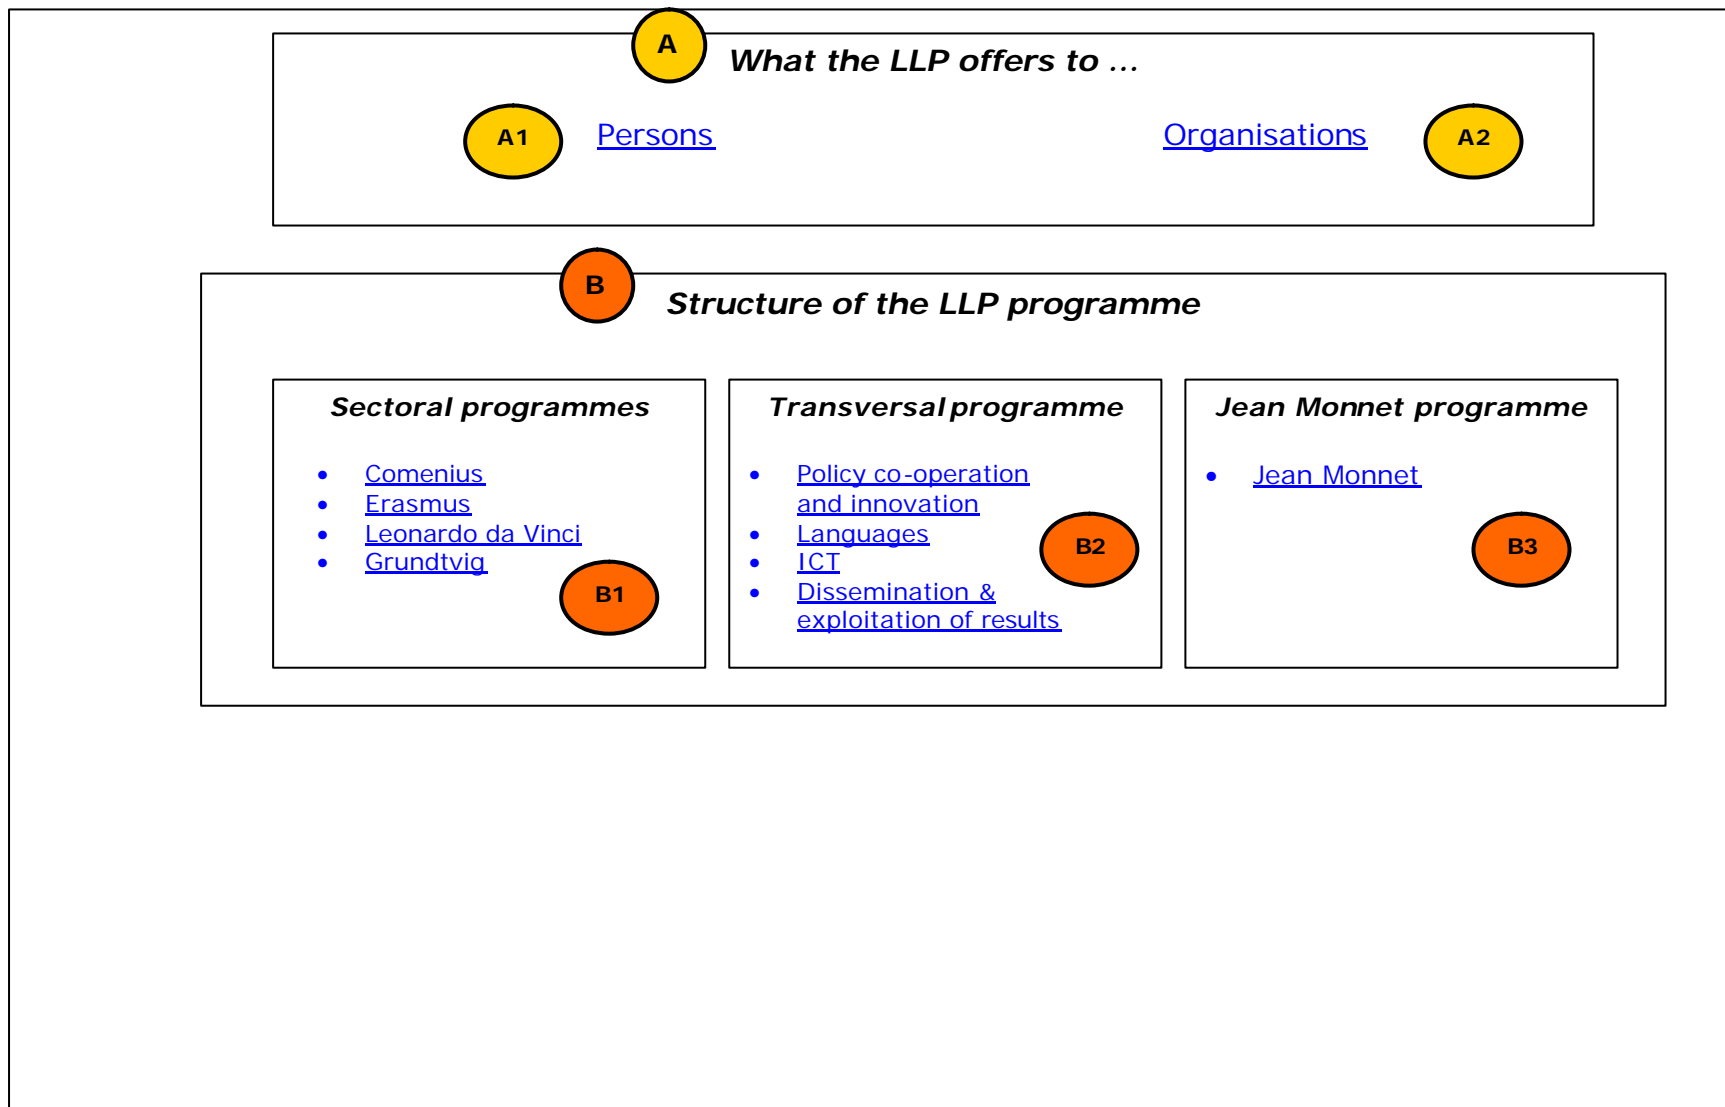 A
What the LLP offers to ...
A1
Persons
Organisations
A2
B
Structure of the LLP programme
Sectoral programmes
• Comenius
• Erasmus
• Leonardo da Vinci
• Grundtvig
B1
Transversal programme
• Policy co-operation
and innovation
• Languages
• ICT
• Dissemination &
exploitation of results
B2
Jean Monnet programme
• Jean Monnet
B3